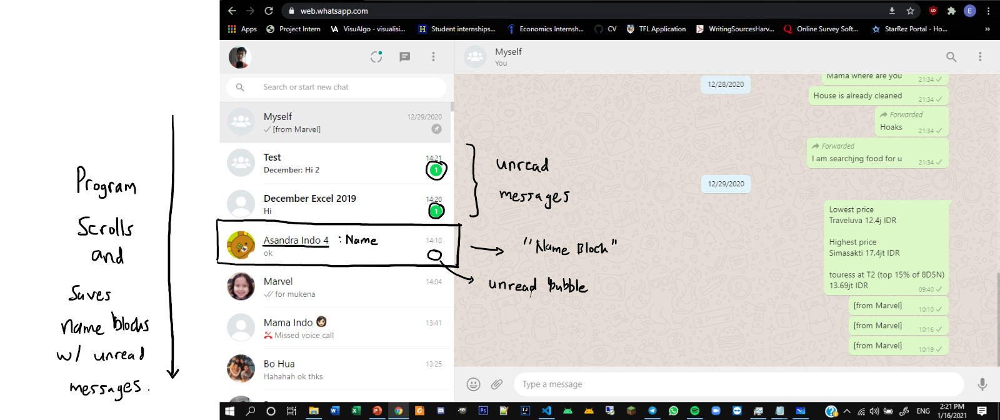 Program
Scrolls
and
Saves
Name blocks
w/ unread
messages.
web.whatsapp.com
UD
E
Apps
Project Intern
VisuAlgo - visualisi...
Student internships...
Economics Internsh...
CV
TFL Application
WritingSourcesHarv...
Online Survey Soft...
StarRez Portal - Ho...
»
Search or start new chat
Myself
12/29/2020
[from Marvel]
Test
14:21
December: Hi 2
1
December Excel 2019
14:20
Hi
1
Asandra Indo 4
: Name
14:10
ok
Marvel
14:04
for mukena
Mama Indo
13:41
Missed voice call
Bo Hua
13:25
Hahahah ok thks
unread
messages
"Name Block"
unread bubble
Myself
You
12/28/2020
Mama where are you
21:34
House is already cleaned
21:34
Forwarded
Hoaks
21:34
Forwarded
I am searchjng food for u
21:34
12/29/2020
Lowest price
Traveluva 12.4j IDR
Highest price
Simasakti 17.4jt IDR
touress at T2 (top 15% of 8D5N)
13.69jt IDR
09:40
[from Marvel]
10:10
[from Marvel]
10:16
[from Marvel]
10:19
Type a message
ENG
2:21 PM
1/16/2021